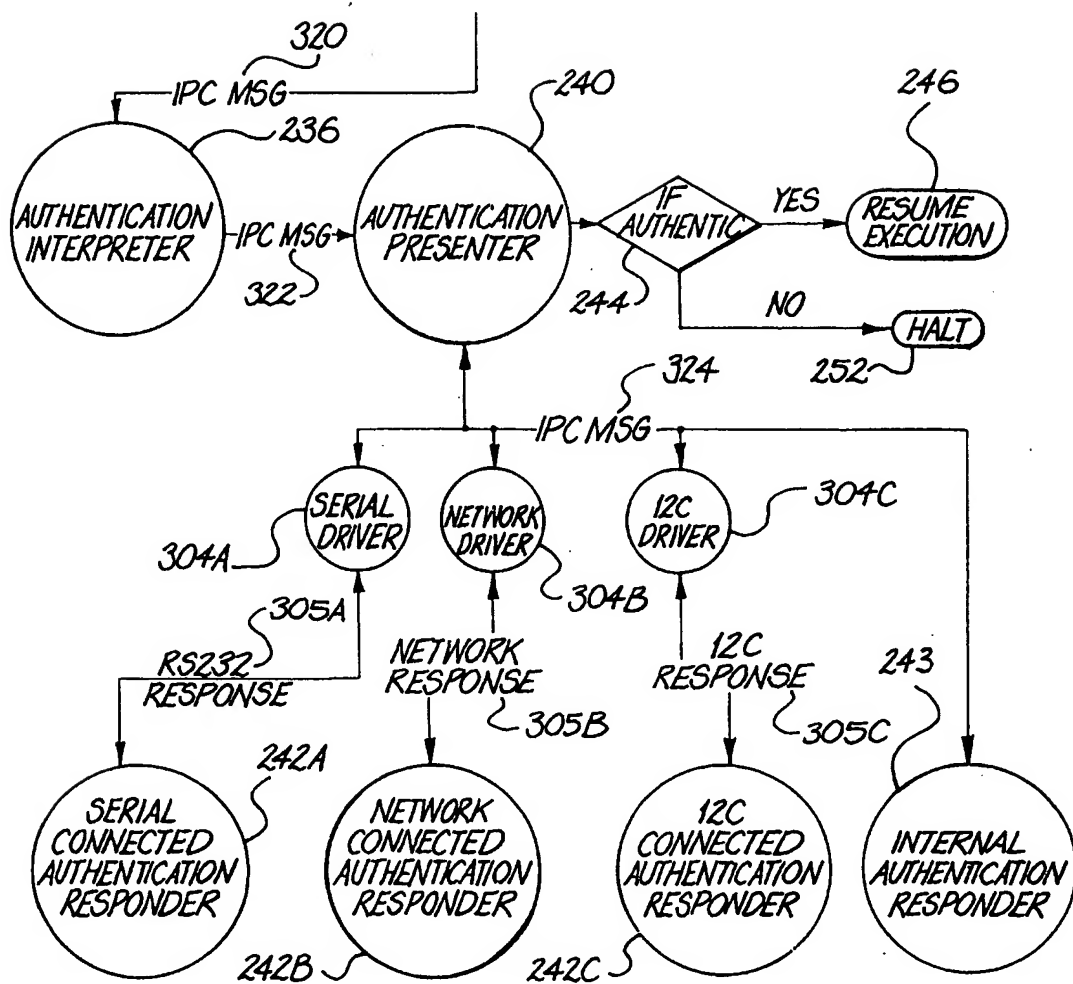 320
IPC MSG
236
240
246
AUTHENTICATION
INTERPRETER
IPC MSG
322
AUTHENTICATION
PRESENTER
IF
AUTHENTIC
244
YES
RESUME
EXECUTION
NO
HALT
252
324
IPC MSG
SERIAL
DRIVER
304A
NETWORK
DRIVER
304B
12C
DRIVER
304C
305A
RS232
RESPONSE
NETWORK
RESPONSE
305B
12C
RESPONSE
305C
243
242A
SERIAL
CONNECTED
AUTHENTICATION
RESPONDER
NETWORK
CONNECTED
AUTHENTICATION
RESPONDER
242B
12C
CONNECTED
AUTHENTICATION
RESPONDER
242C
INTERNAL
AUTHENTICATION
RESPONDER